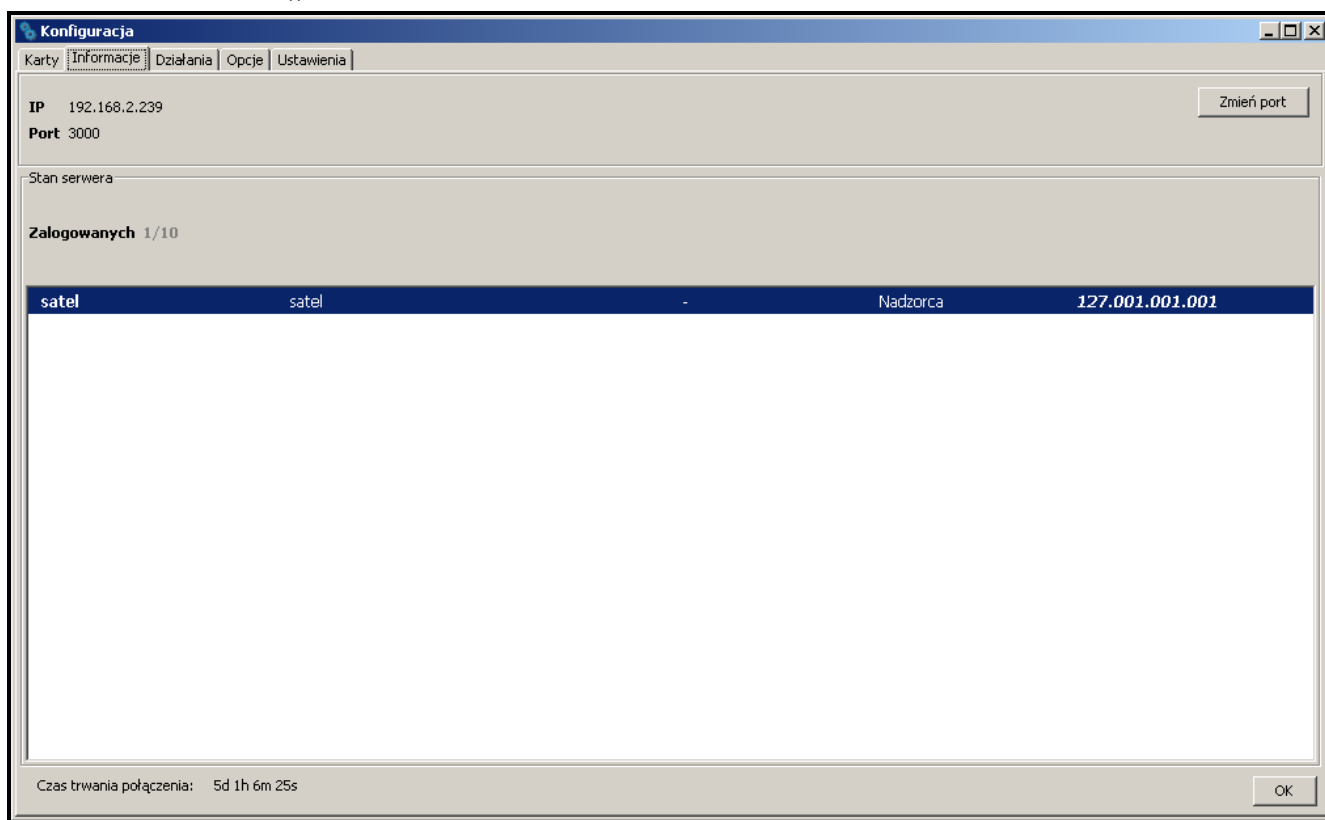 Konfiguracja
Karty Informacje Działania Opcje Ustawienia
IP 192.168.2.239 Zmień port
Port 3000
Stan serwera
Zalogowanych 1/10
satel satel - Nadzorca 127.001.001.001
Czas trwania połączenia: 5d 1h 6m 25s OK